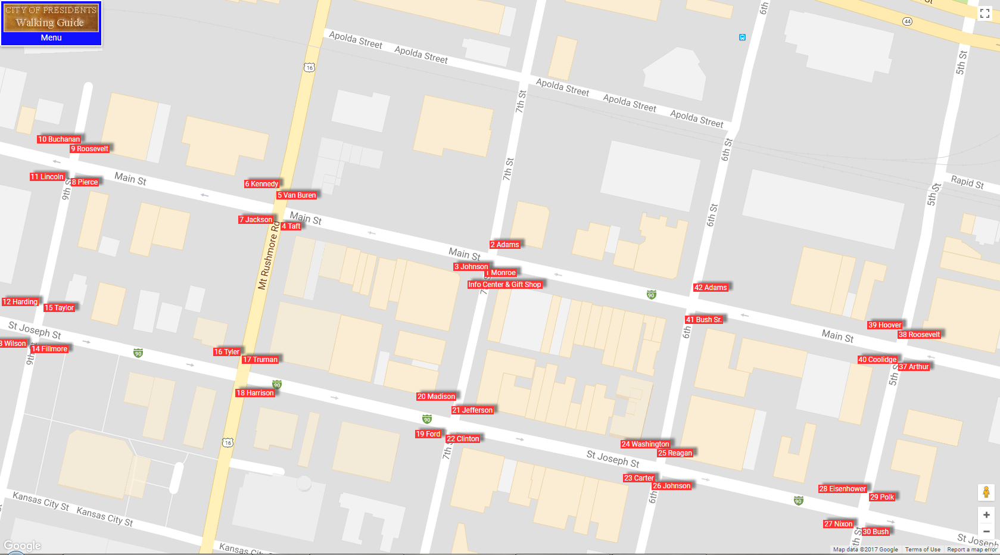 CITY OF PRESIDENTS
Walking Guide
Menu
6th
44
5th St
Apolda Street
Apolda Street
16
7th St
Apolda Street
Apolda Street
Apolda Street
6th St
10 Buchanan
9 Roosevelt
11 Lincoln
8 Pierce
9th St
Main St
7th St
Rapid St
5th St
6 Kennedy
5 Van Buren
7 Jackson
4 Taft
Main St
6th St
Mt Rushmore Rd
2 Adams
Main St
3 Johnson
1 Monroe
Info Center & Gift Shop
90
42 Adams
12 Harding
15 Taylor
41 Bush Sr.
6th
39 Hoover
38 Roosevelt
Main St
St Joseph St
Wilson
14 Fillmore
9th
90
16 Tyler
17 Truman
40 Coolidge
37 Arthur
5th St
90
18 Harrison
20 Madison
21 Jefferson
90
19 Ford
22 Clinton
7th
16
24 Washington
25 Reagan
St Joseph St
23 Carter
26 Johnson
6th
28 Eisenhower
29 Polk
90
Kansas City St
Kansas City St
27 Nixon
30 Bush
St Joseph
Kansas City
Google
Map data ©2017 Google
Terms of Use
Report a map error